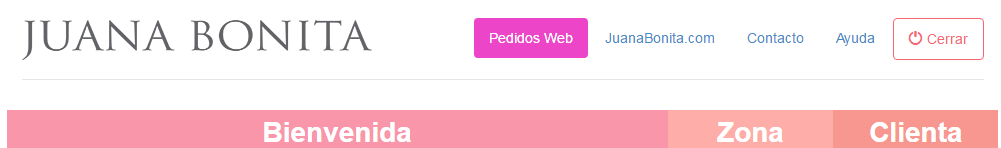 JUANA BONITA
Pedidos Web JuanaBonita.com Contacto Ayuda Cerrar
Bienvenida Zona Clienta